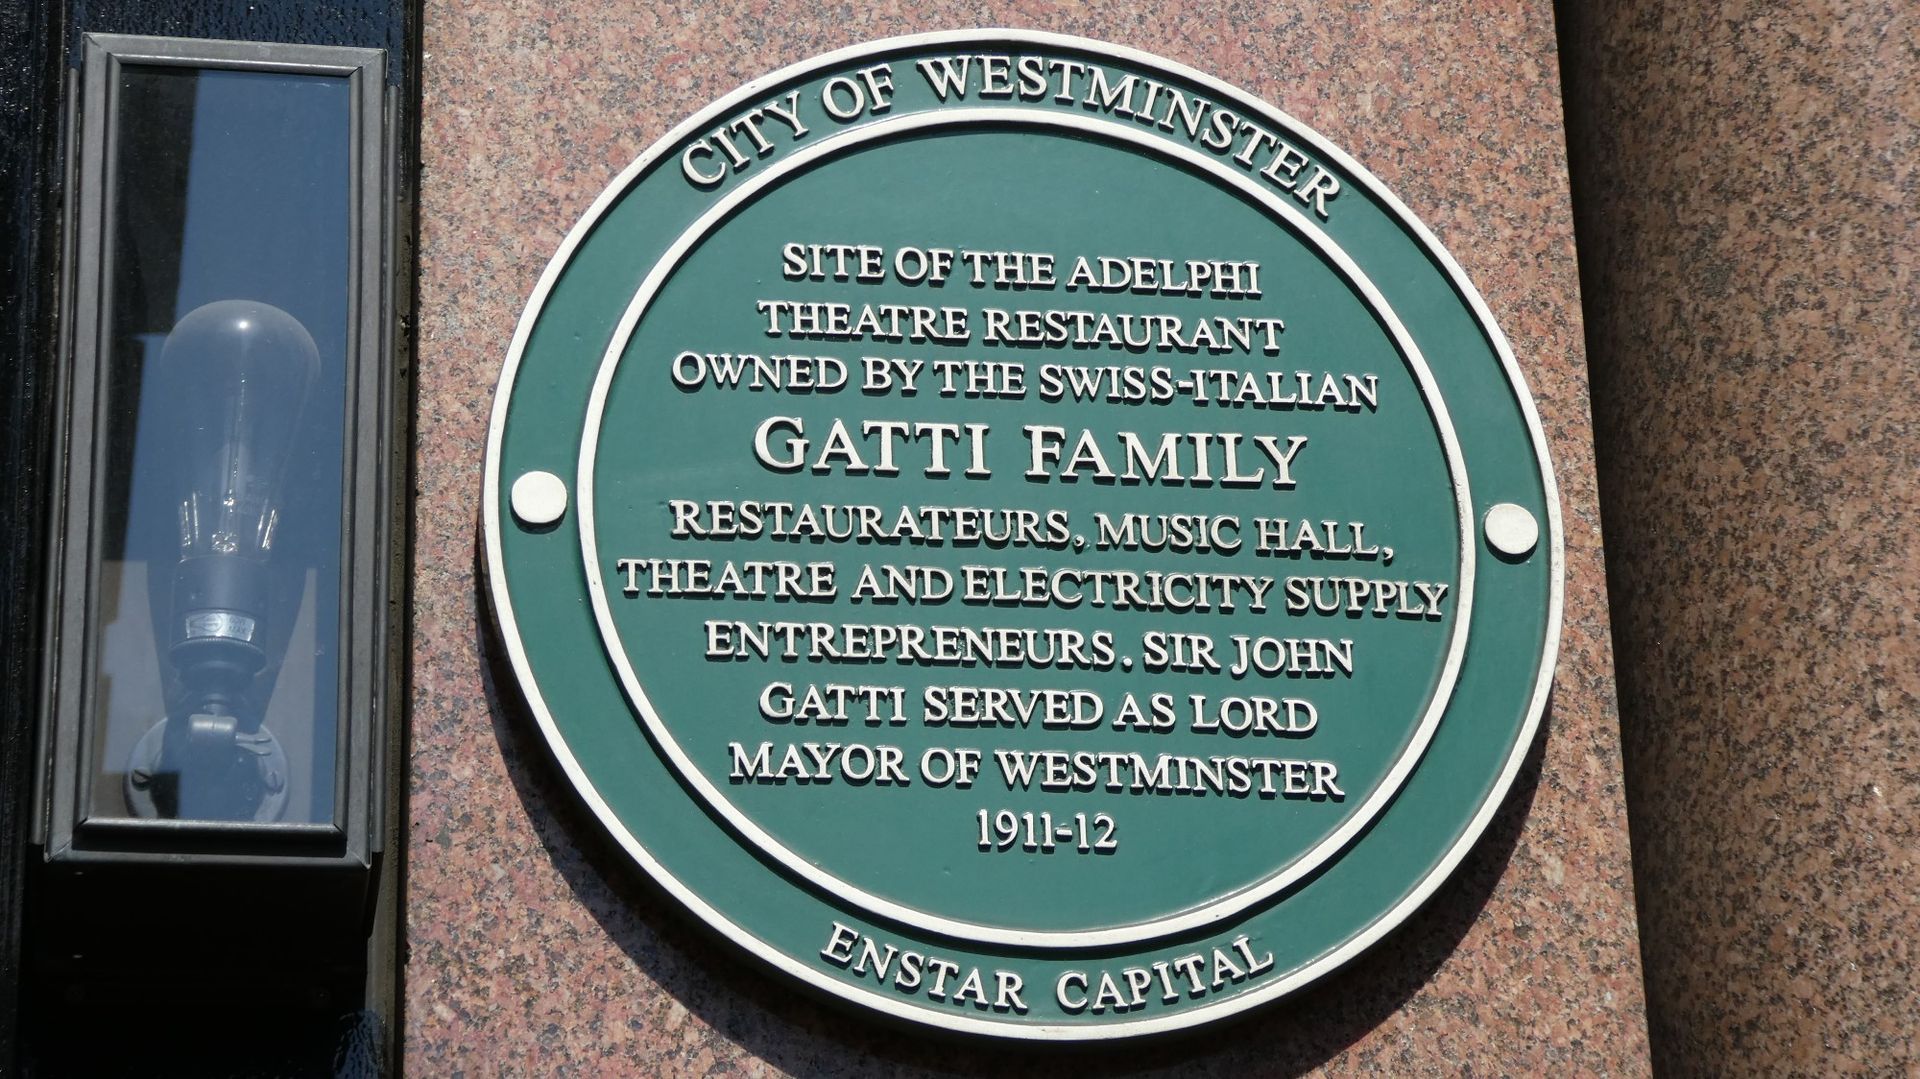 CITY OF WESTMINSTER
SITE OF THE ADELPHI
THEATRE RESTAURANT
OWNED BY THE SWISS-ITALIAN
GATTI FAMILY
RESTAURATEURS, MUSIC HALL,
THEATRE AND ELECTRICITY SUPPLY
ENTREPRENEURS. SIR JOHN
GATTI SERVED AS LORD
MAYOR OF WESTMINSTER
1911-12
ENSTAR CAPITAL